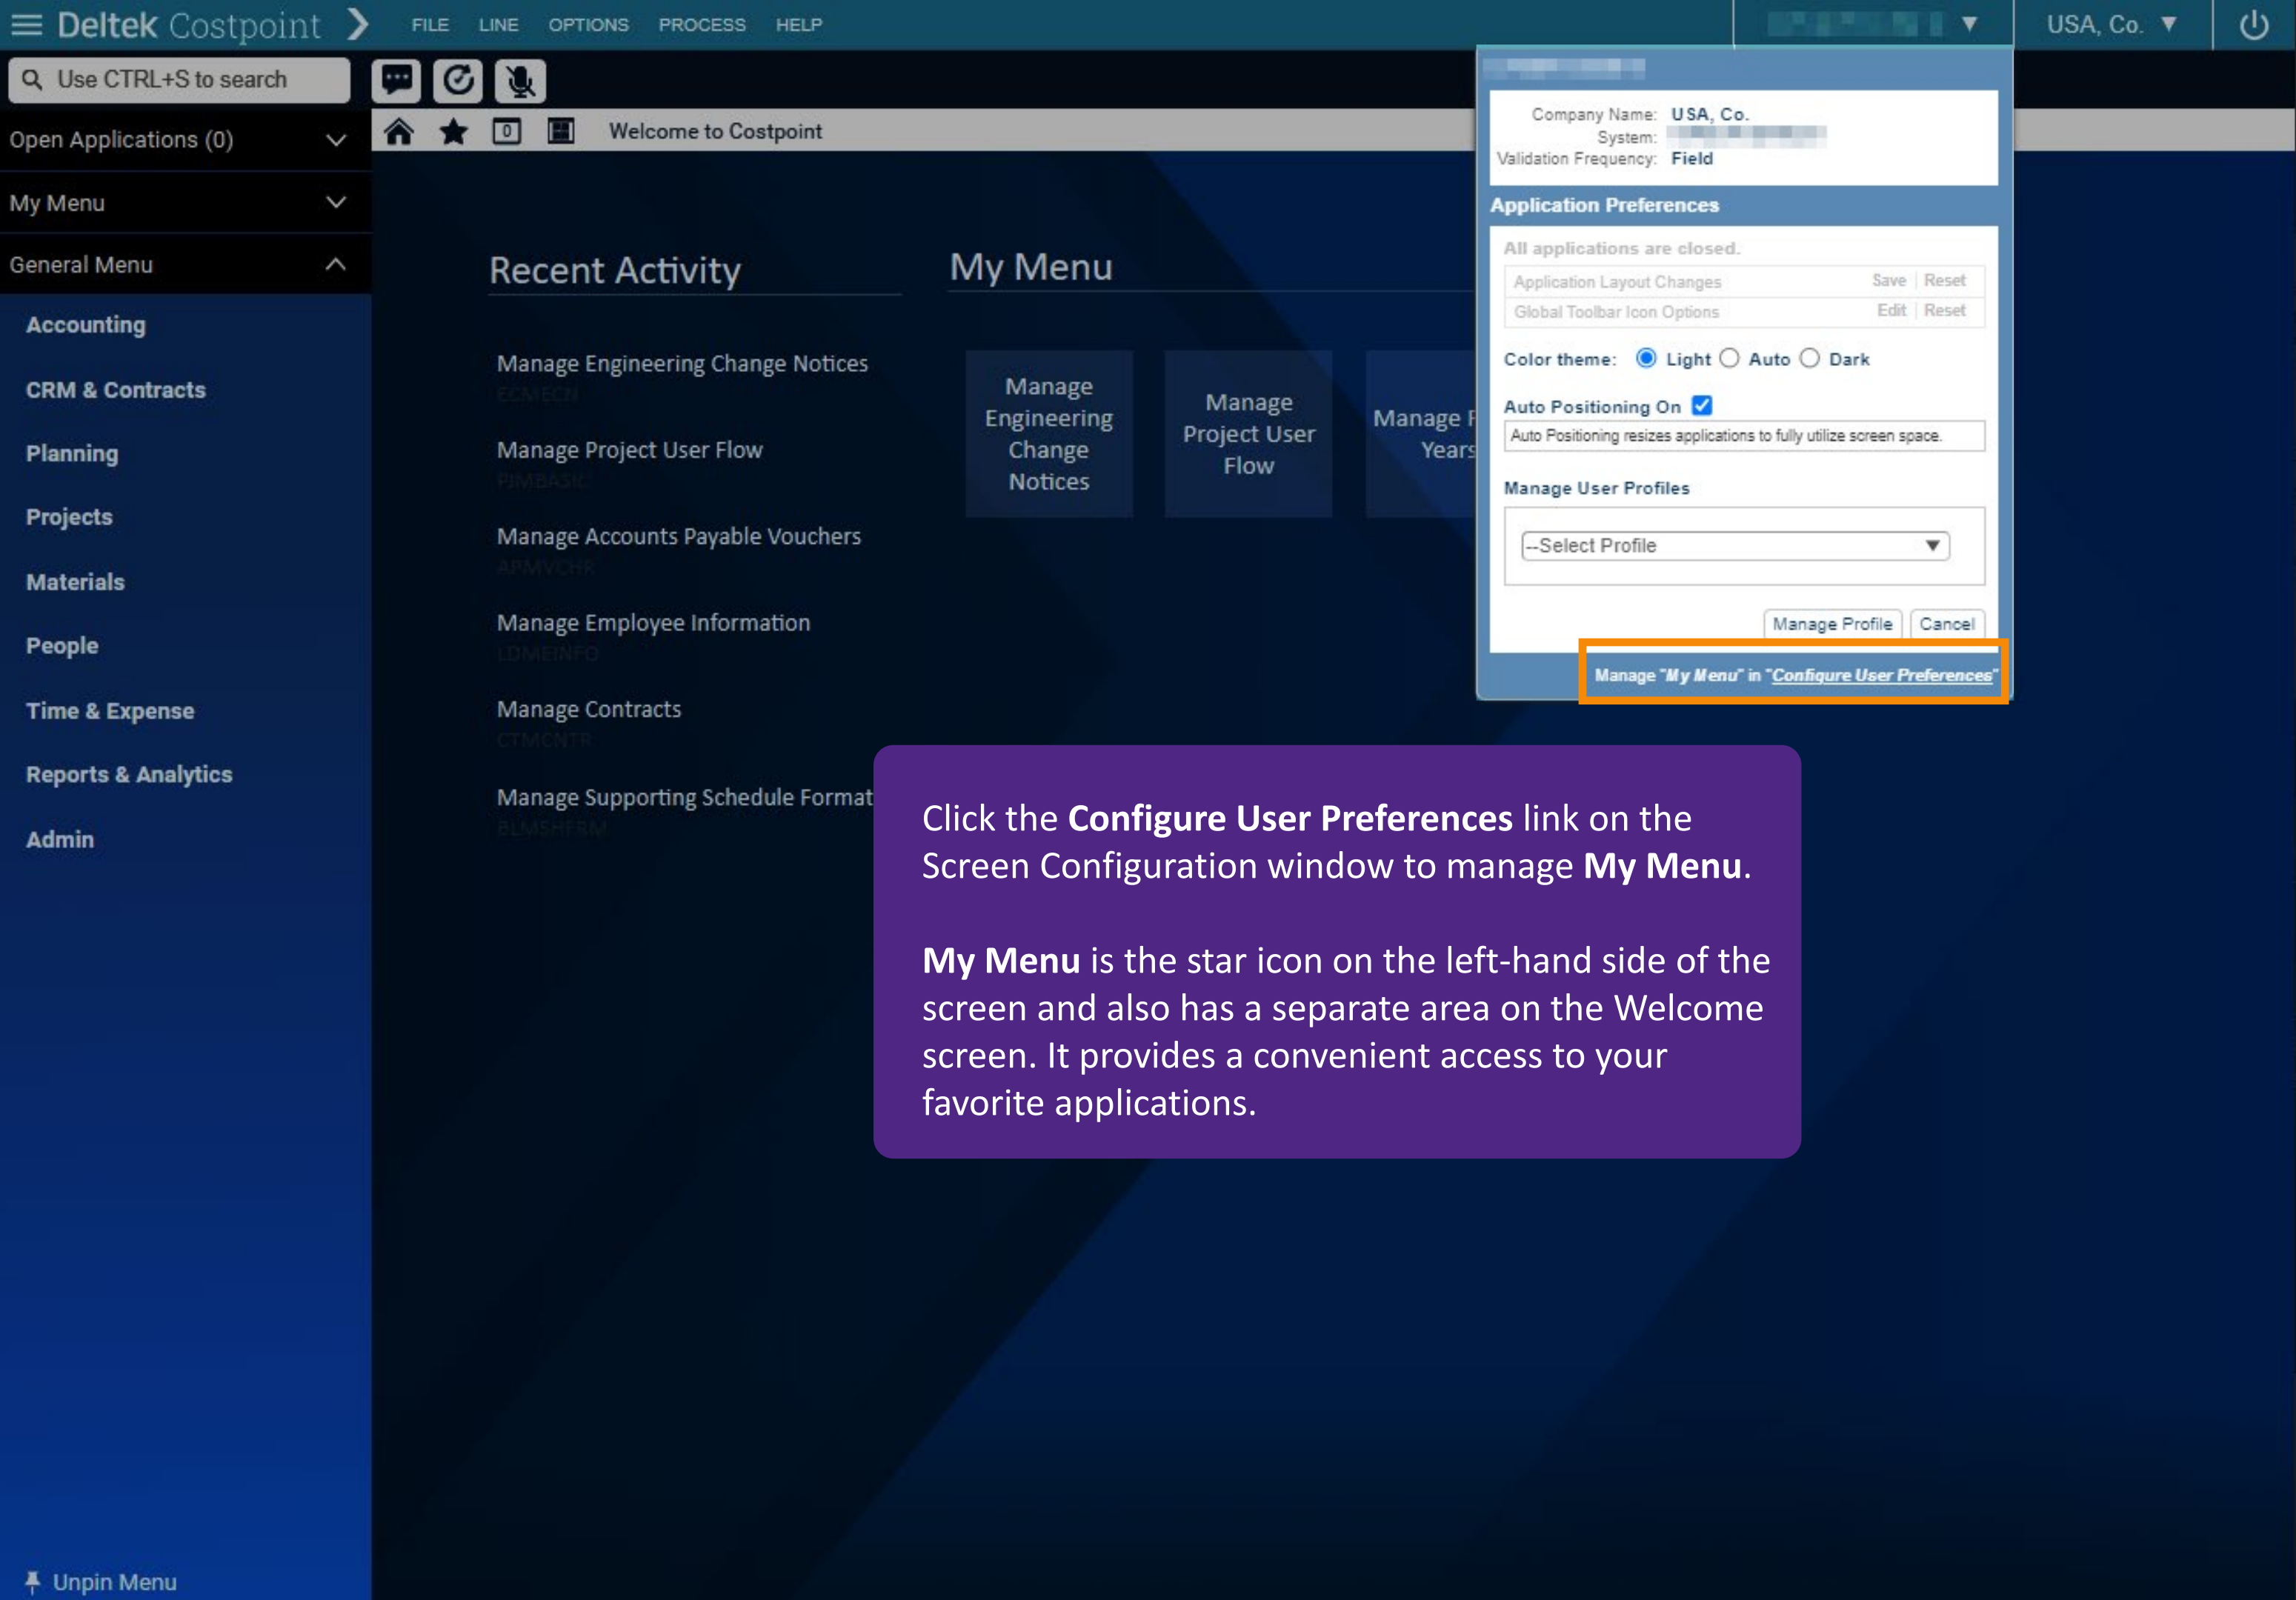 Deltek Costpoint
FILE LINE OPTIONS PROCESS HELP
USA, Co.
Use CTRL+S to search
Open Applications (0)
0
Welcome to Costpoint
My Menu
General Menu
Accounting
CRM & Contracts
Planning
Projects
Materials
People
Time & Expense
Reports & Analytics
Admin
Unpin Menu
Recent Activity
Manage Engineering Change Notices
ECMECN
Manage Project User Flow
PJMBASIC
Manage Accounts Payable Vouchers
APMVCHR
Manage Employee Information
LDMEINFO
Manage Contracts
CTMCNTR
Manage Supporting Schedule Format
BLMSHFRM
My Menu
Manage
Engineering
Change
Notices
Manage
Project User
Flow
Manage F
Years
Company Name: USA, Co.
System:
Validation Frequency: Field
Application Preferences
All applications are closed.
Application Layout Changes Save Reset
Global Toolbar Icon Options Edit Reset
Color theme: Light Auto Dark
Auto Positioning On
Auto Positioning resizes applications to fully utilize screen space.
Manage User Profiles
--Select Profile
Manage Profile Cancel
Manage "My Menu" in "Configure User Preferences"
Click the Configure User Preferences link on the
Screen Configuration window to manage My Menu.
My Menu is the star icon on the left-hand side of the
screen and also has a separate area on the Welcome
screen. It provides a convenient access to your
favorite applications.